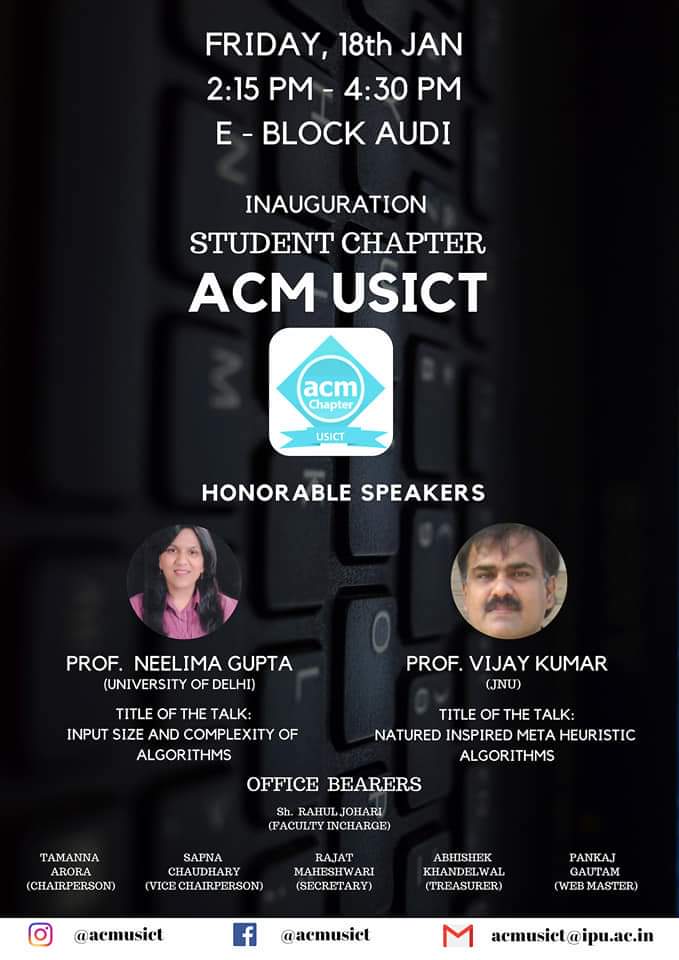 FRIDAY, 18th JAN
2:15 PM - 4:30 PM
E - BLOCK AUDI
INAUGURATION
STUDENT CHAPTER
ACM USICT
acm
Chapter
USICT
HONORABLE SPEAKERS
PROF. NEELIMA GUPTA
(UNIVERSITY OF DELHI)
TITLE OF THE TALK:
INPUT SIZE AND COMPLEXITY OF
ALGORITHMS
PROF. VIJAY KUMAR
(JNU)
TITLE OF THE TALK:
NATURED INSPIRED META HEURISTIC
ALGORITHMS
OFFICE BEARERS
Sh. RAHUL JOHARI
(FACULTY INCHARGE)
TAMANNA
ARORA
(CHAIRPERSON)
SAPNA
CHAUDHARY
(VICE CHAIRPERSON)
RAJAT
MAHESHWARI
(SECRETARY)
ABHISHEK
KHANDELWAL
(TREASURER)
PANKAJ
GAUTAM
(WEB MASTER)
@acmusict
@acmusict
acmusict@ipu.ac.in